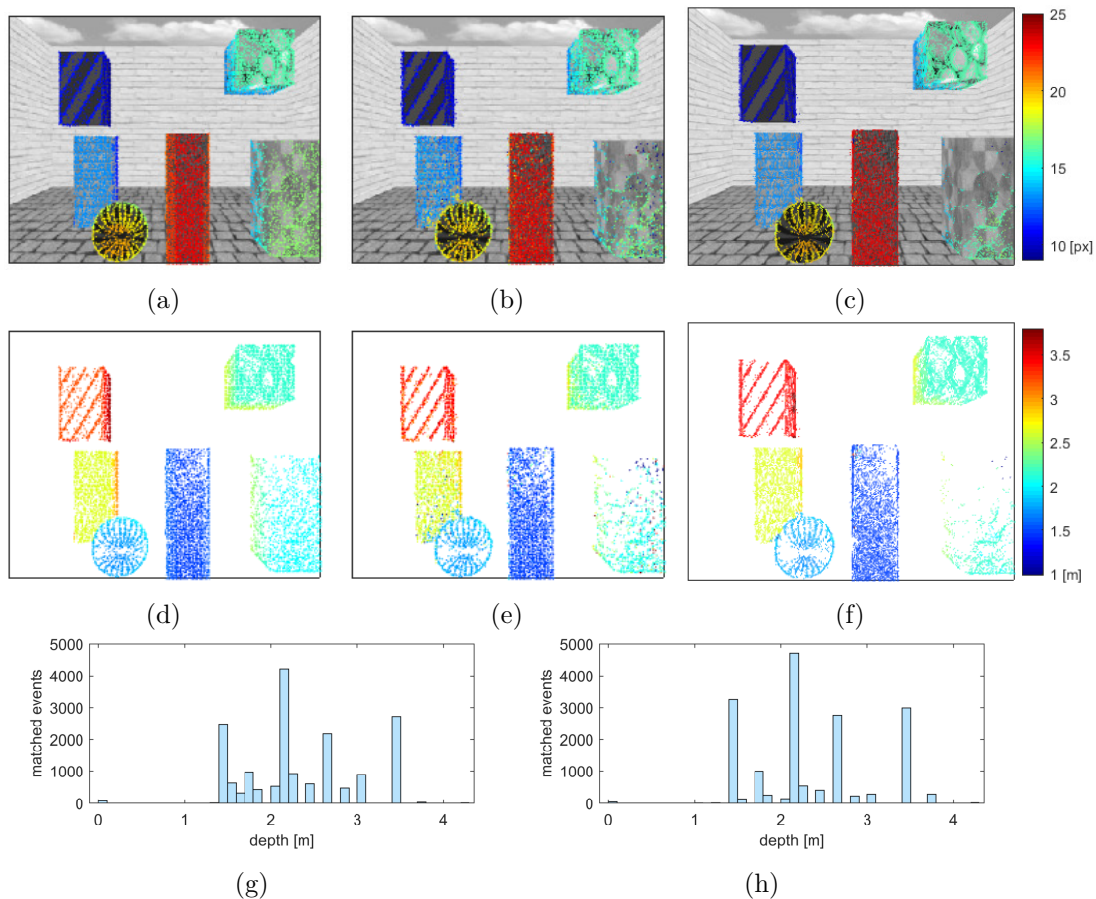 25
20
15
10 [px]
(a) (b) (c)
3.5
3
2.5
2
1.5
1 [m]
(d) (e) (f)
5000
4000
3000
2000
1000
0
matched events
0 1 2 3 4
depth [m]
5000
4000
3000
2000
1000
0
matched events
0 1 2 3 4
depth [m]
(g) (h)